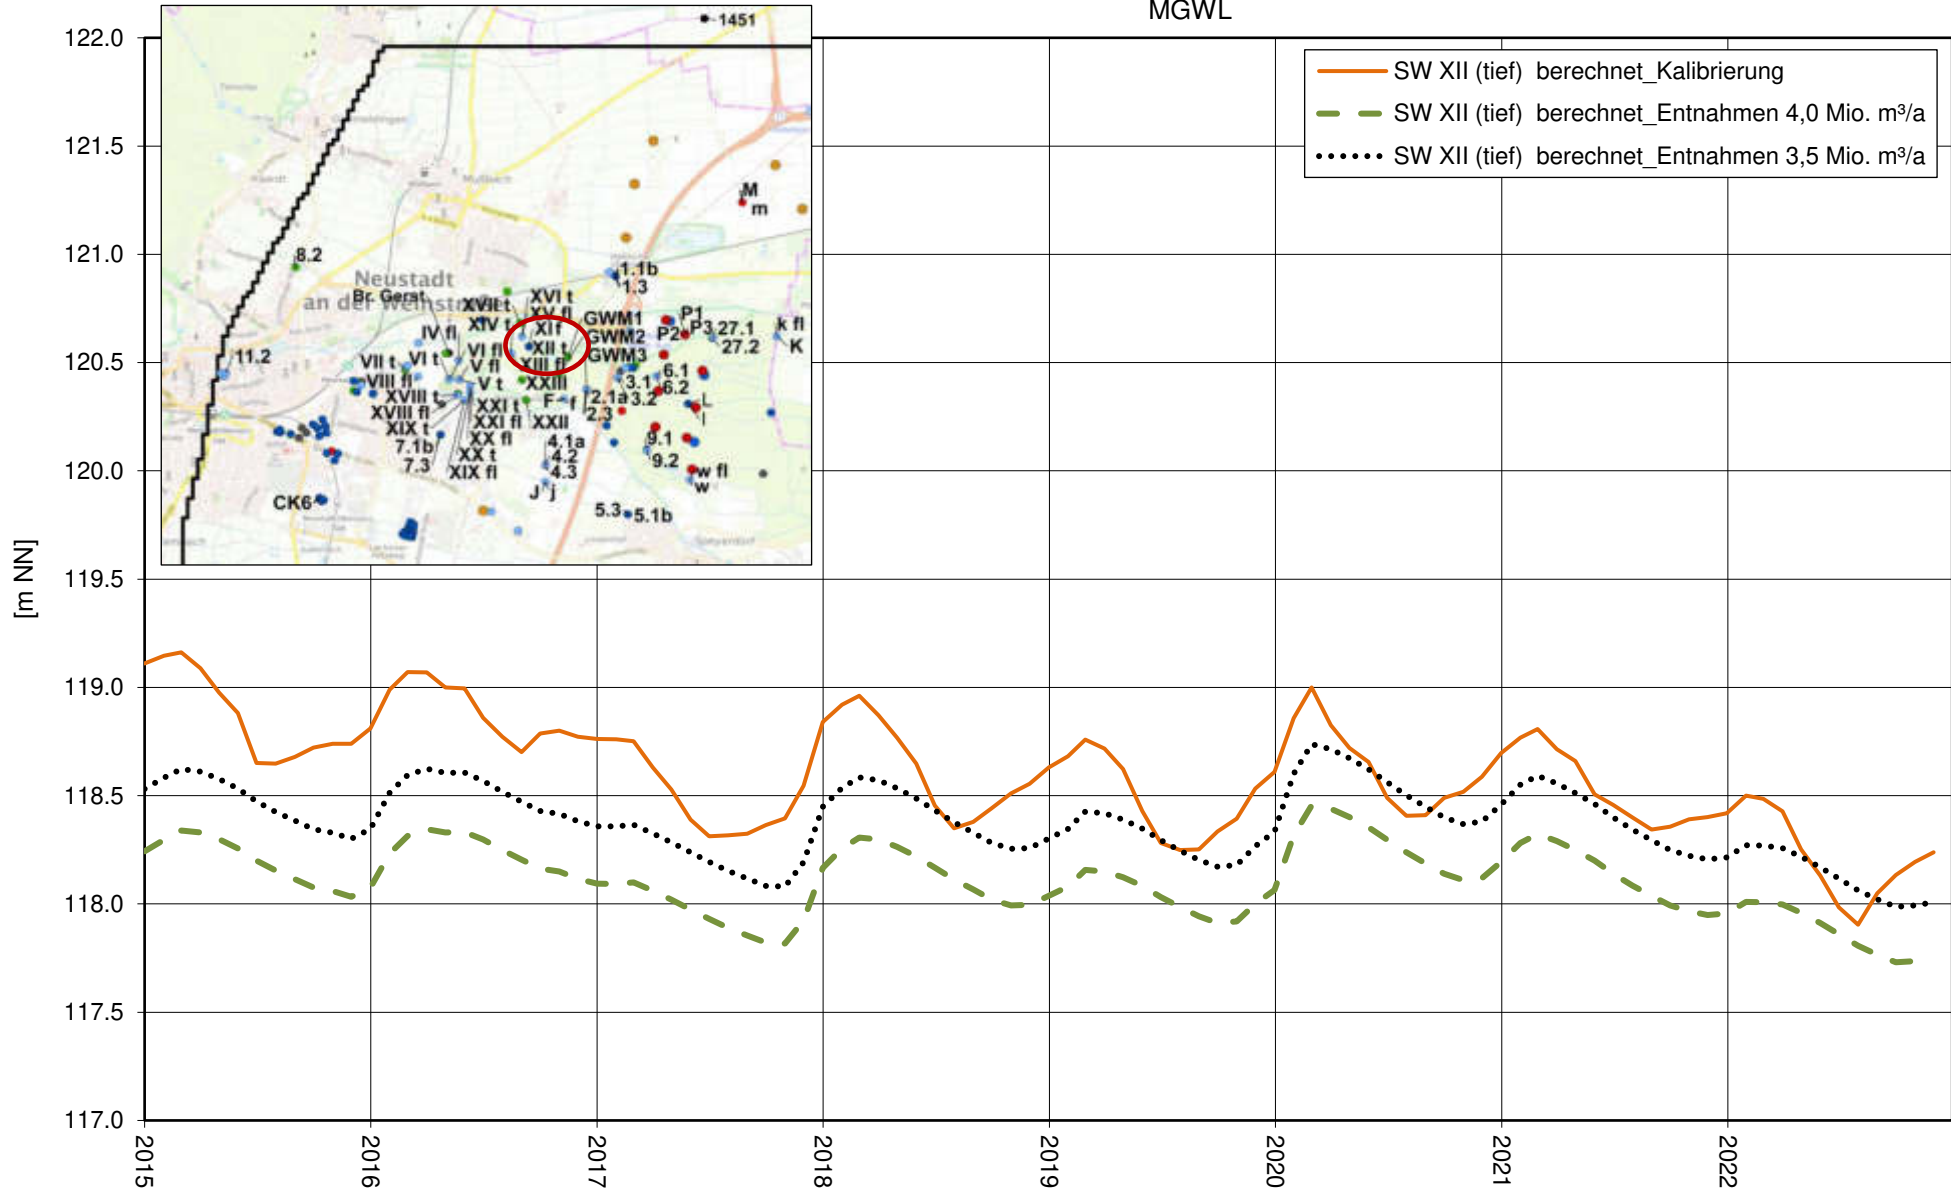 MGWL
122.0
121.5
121.0
120.5
120.0
119.5
119.0
118.5
118.0
117.5
117.0
[m NN]
SW XII (tief)  berechnet_Kalibrierung
SW XII (tief)  berechnet_Entnahmen 4,0 Mio. m³/a
SW XII (tief)  berechnet_Entnahmen 3,5 Mio. m³/a
1451
M
m
8.2
Neustadt
an der Weinstraße
Br. Gerst
1.1b
1.3
XVI t
XVII t
XV fl
XIV t
XI f
GWM1
GWM2
GWM3
P1
P2
P3
27.1
27.2
k fl
K
IV fl
XII t
VI fl
XIII fl
11.2
VII t
VI t
V fl
VIII fl
V t
XXIII
3.1
3.2
6.1
6.2
XVIII t
XVIII fl
F
f
2.1a
2.3
L
l
XIX t
XXI t
XXI fl
XXII
7.1b
7.3
XX fl
XX t
XIX fl
4.1a
4.2
4.3
9.1
9.2
J
j
w fl
w
CK6
5.3
5.1b
2015
2016
2017
2018
2019
2020
2021
2022